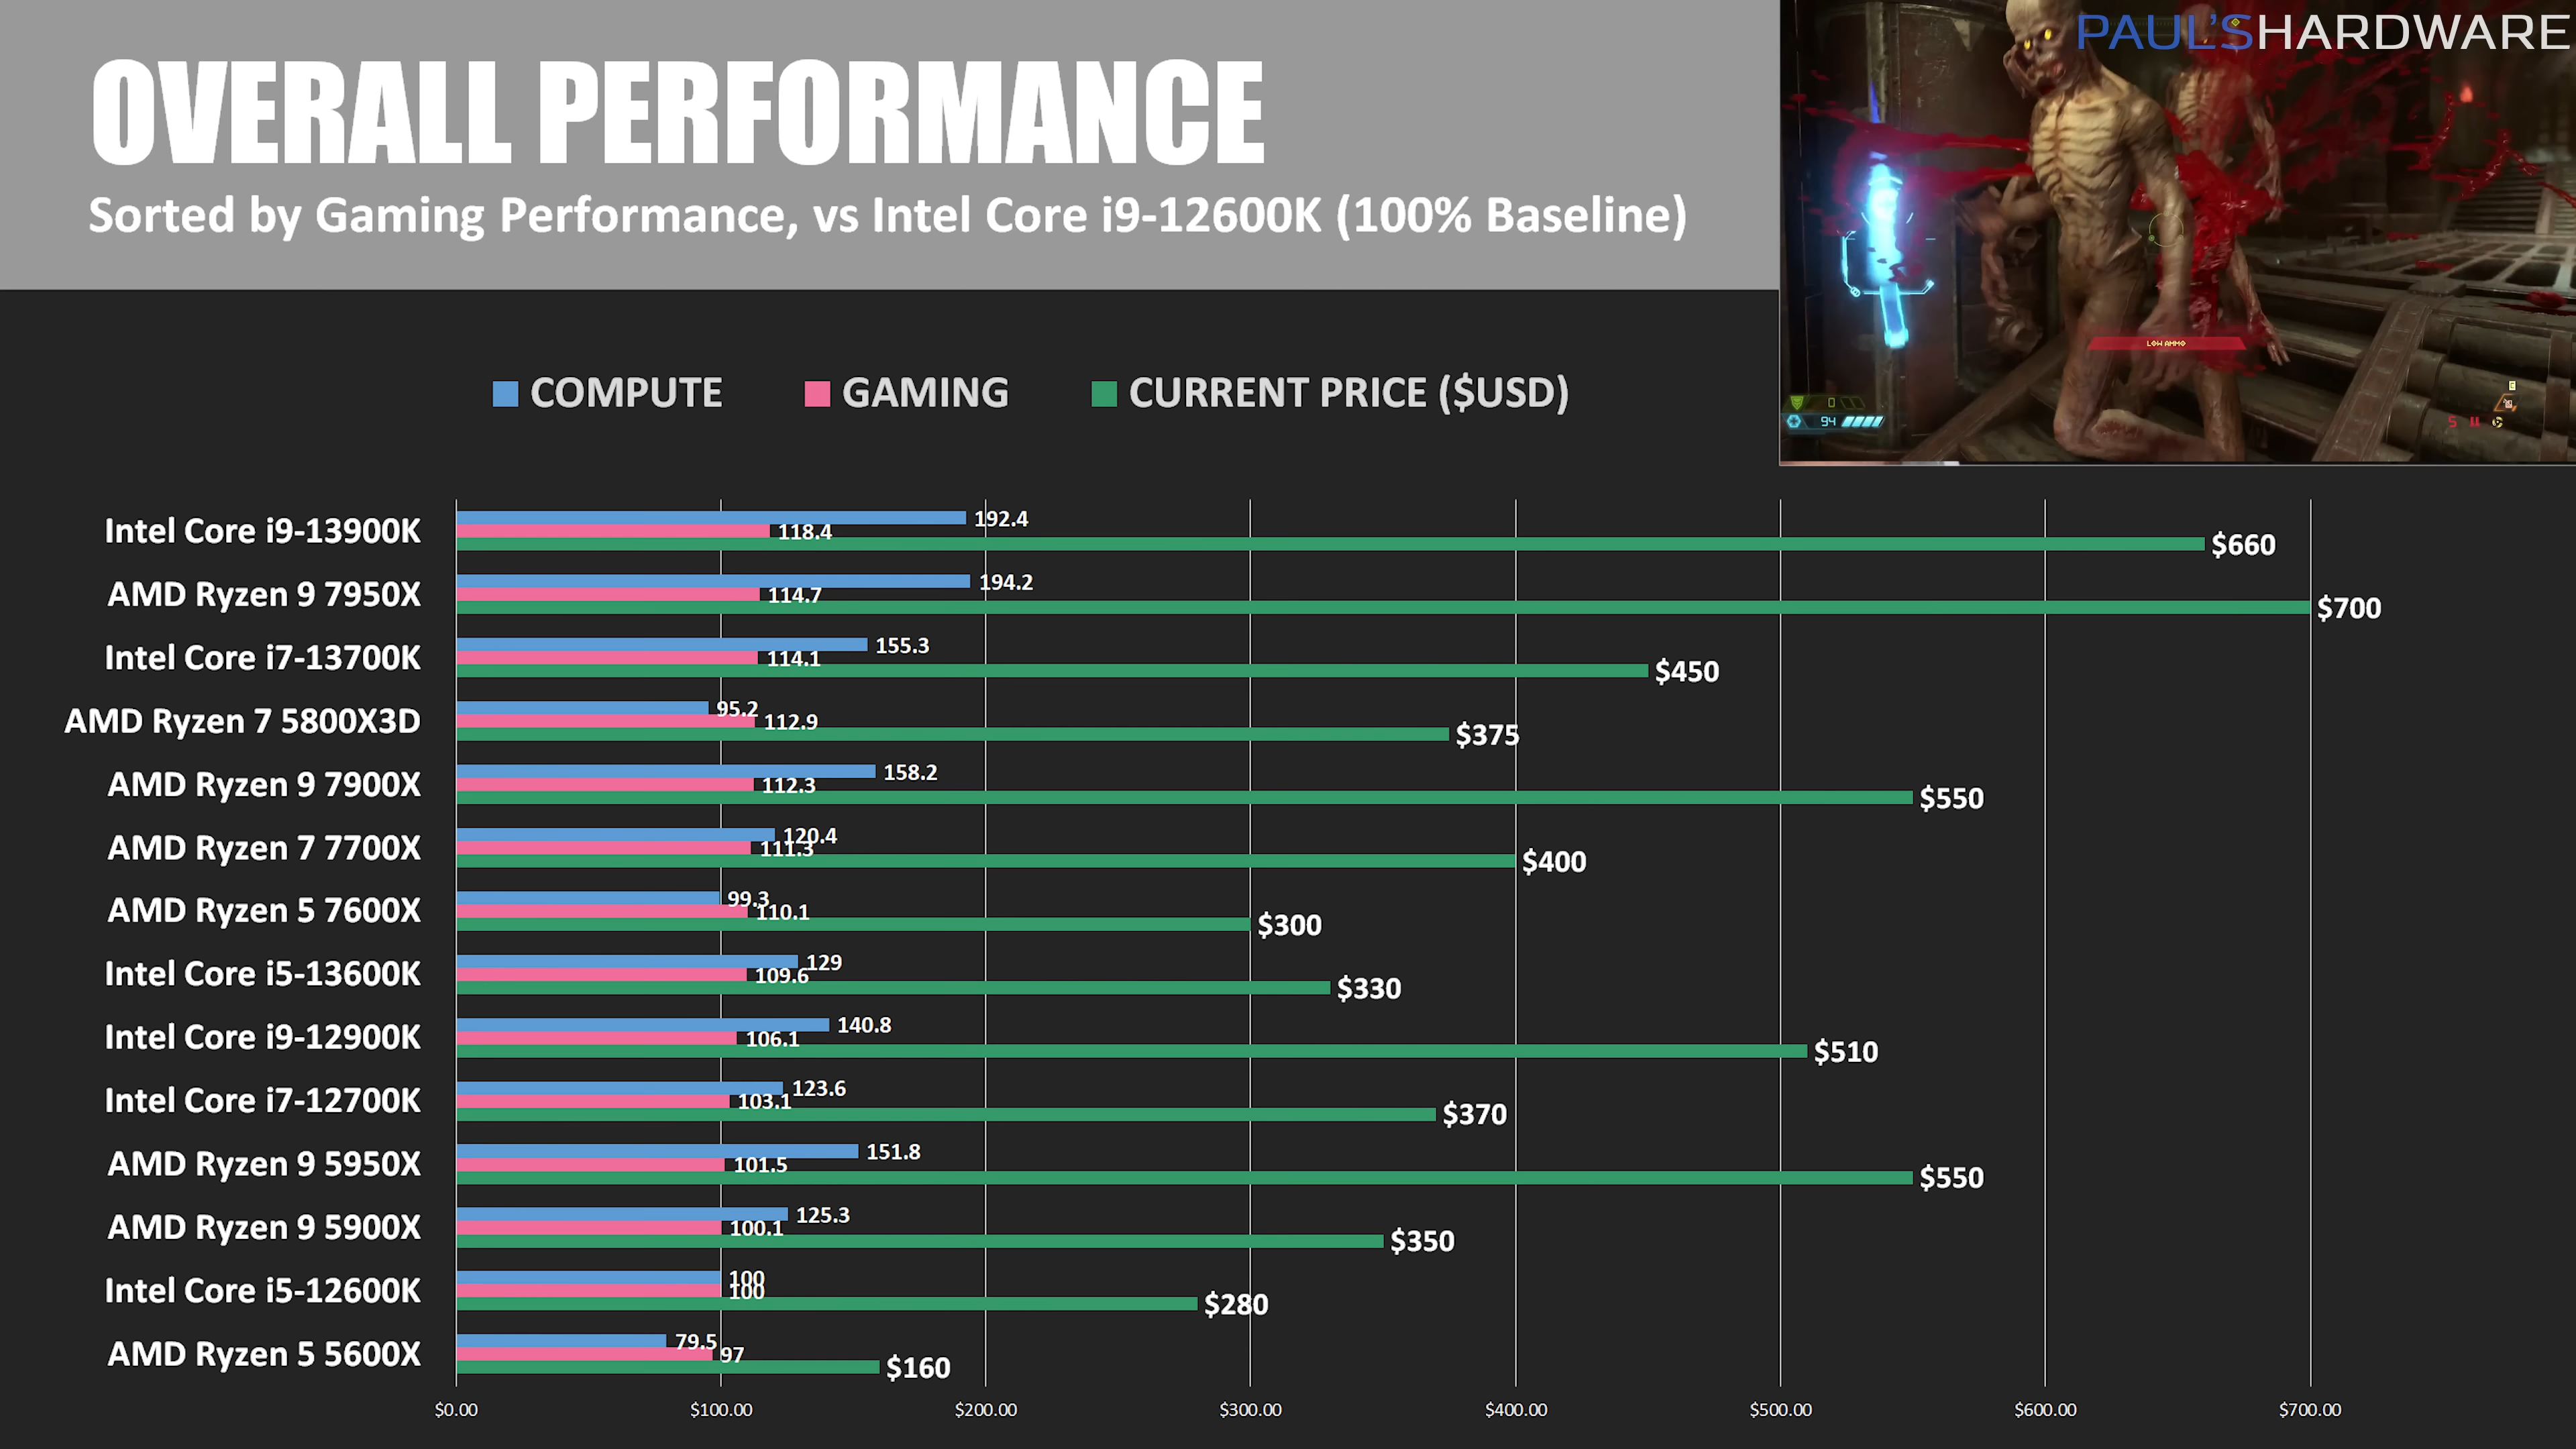 PAUL'SHARDWARE
OVERALL PERFORMANCE
Sorted by Gaming Performance, vs Intel Core i9-12600K (100% Baseline)
LOW AMMO
0
94
COMPUTE GAMING CURRENT PRICE ($USD)
Intel Core i9-13900K 192.4 118.4 $660
AMD Ryzen 9 7950X 194.2 114.7 $700
Intel Core i7-13700K 155.3 114.1 $450
AMD Ryzen 7 5800X3D 95.2 112.9 $375
AMD Ryzen 9 7900X 158.2 112.3 $550
AMD Ryzen 7 7700X 120.4 111.3 $400
AMD Ryzen 5 7600X 99.3 110.1 $300
Intel Core i5-13600K 129 109.6 $330
Intel Core i9-12900K 140.8 106.1 $510
Intel Core i7-12700K 123.6 103.1 $370
AMD Ryzen 9 5950X 151.8 101.5 $550
AMD Ryzen 9 5900X 125.3 100.1 $350
Intel Core i5-12600K 100 100 $280
AMD Ryzen 5 5600X 79.5 97 $160
$0.00 $100.00 $200.00 $300.00 $400.00 $500.00 $600.00 $700.00